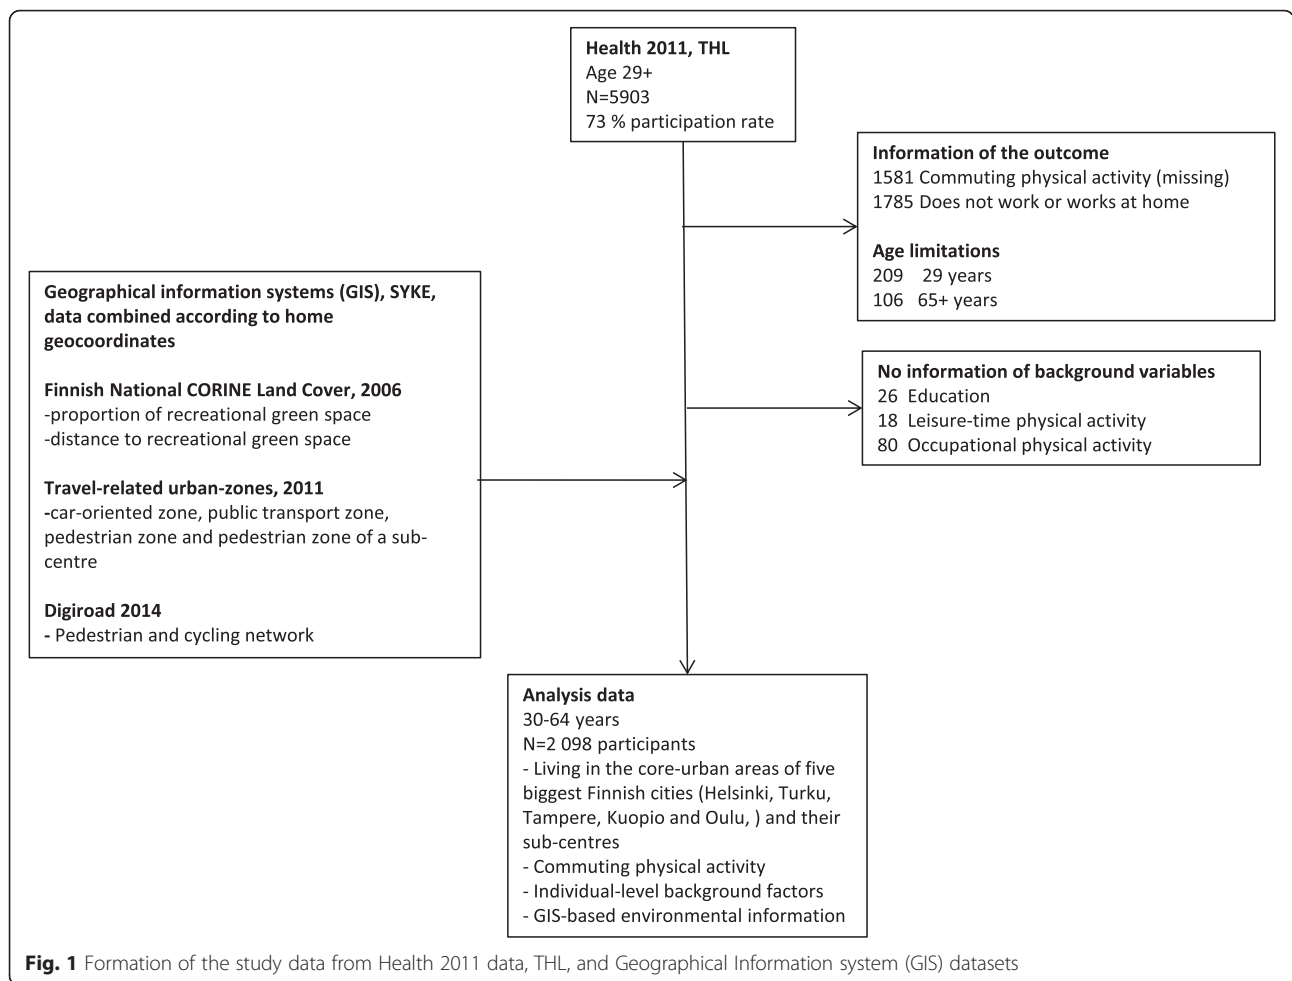 Health 2011, THL
Age 29+
N=5903
73 % participation rate
Information of the outcome
1581 Commuting physical activity (missing)
1785 Does not work or works at home
Age limitations
209 29 years
106 65+ years
Geographical information systems (GIS), SYKE,
data combined according to home
geocoordinates
Finnish National CORINE Land Cover, 2006
-proportion of recreational green space
-distance to recreational green space
Travel-related urban-zones, 2011
-car-oriented zone, public transport zone,
pedestrian zone and pedestrian zone of a sub-
centre
Digiroad 2014
- Pedestrian and cycling network
No information of background variables
26 Education
18 Leisure-time physical activity
80 Occupational physical activity
Analysis data
30-64 years
N=2 098 participants
- Living in the core-urban areas of five
biggest Finnish cities (Helsinki, Turku,
Tampere, Kuopio and Oulu, ) and their
sub-centres
- Commuting physical activity
- Individual-level background factors
- GIS-based environmental information
Fig. 1 Formation of the study data from Health 2011 data, THL, and Geographical Information system (GIS) datasets